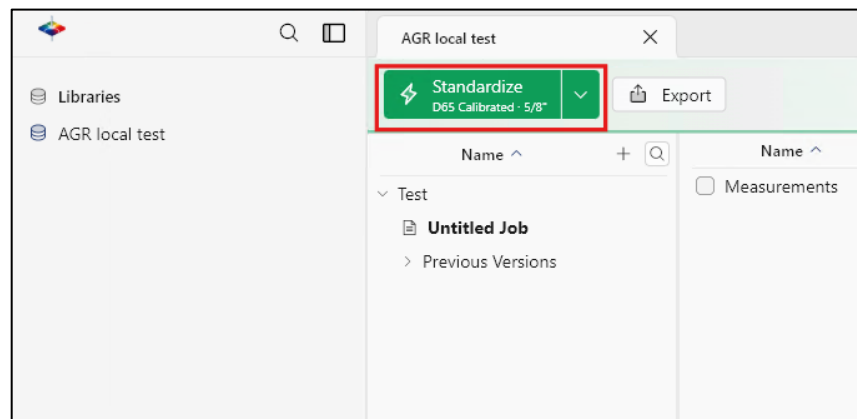 AGR local test
Libraries
AGR local test
Standardize
D65 Calibrated · 5/8"
Export
Name
Test
Untitled Job
Previous Versions
Name
Measurements